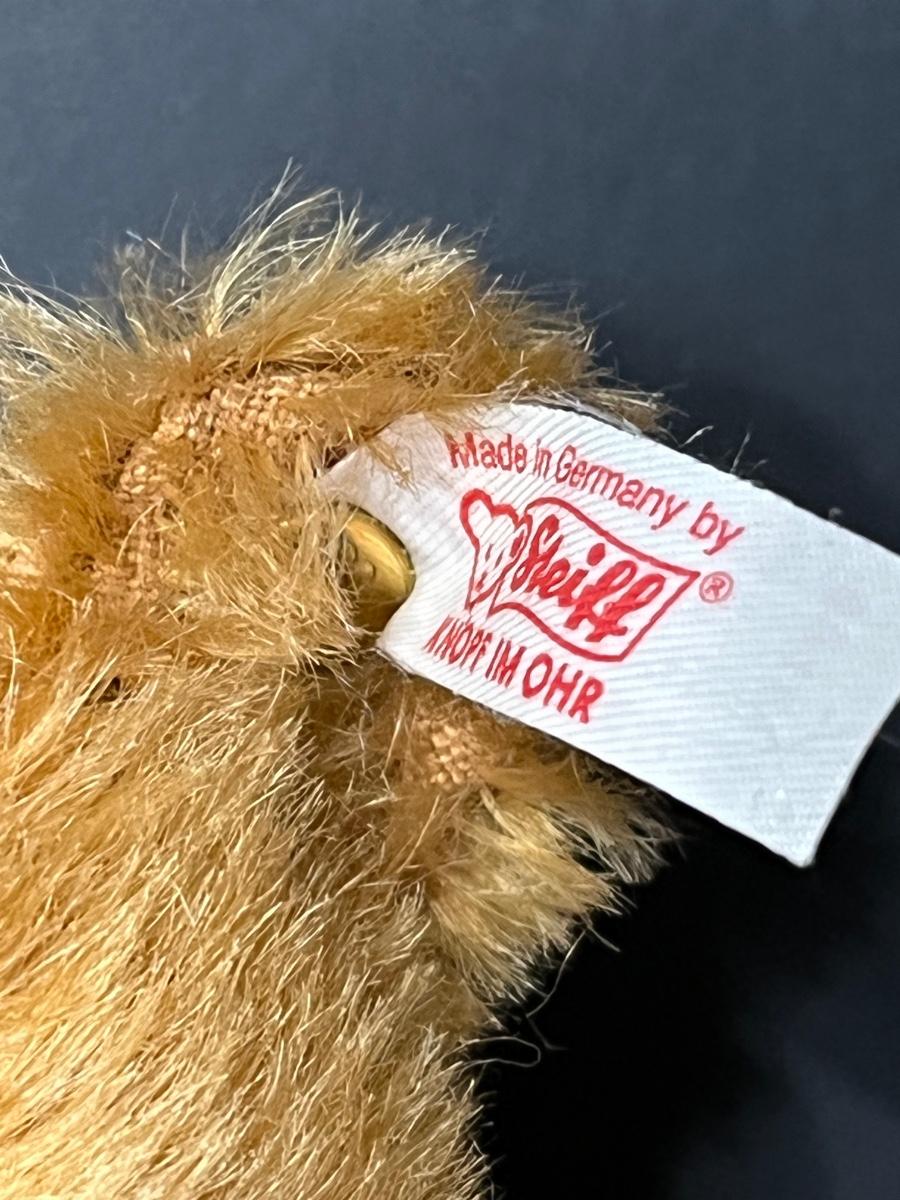 Made in Germany by
Steiff ®
KNOPF IM OHR